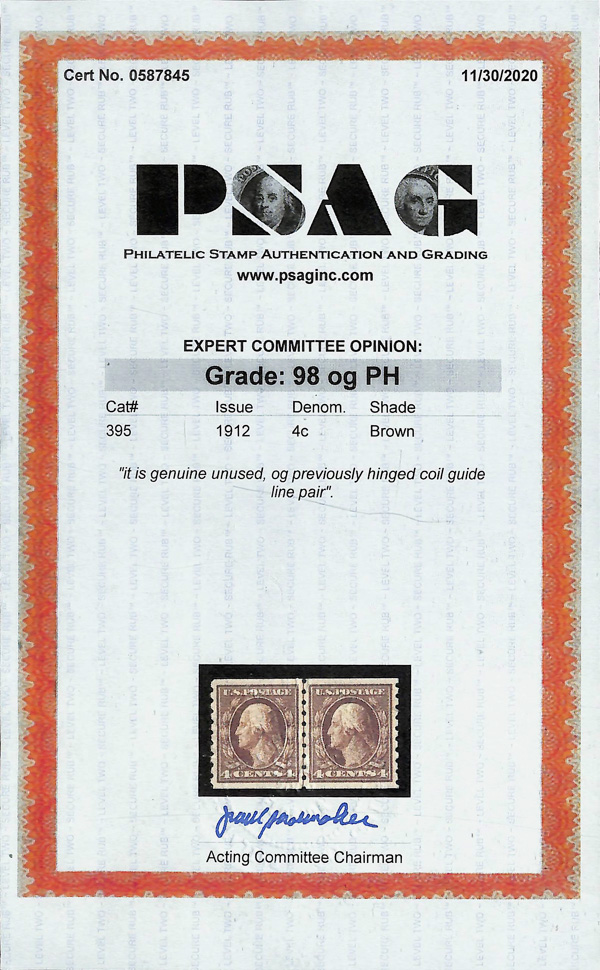 Cert No. 0587845 11/30/2020
PSAG
PHILATELIC STAMP AUTHENTICATION AND GRADING
www.psaginc.com
EXPERT COMMITTEE OPINION:
Grade: 98 og PH
Cat# Issue Denom. Shade
395 1912 4c Brown
"it is genuine unused, og previously hinged coil guide
line pair".
U.S. POSTAGE U.S. POSTAGE
4 CENTS 4 4 CENTS 4
Acting Committee Chairman